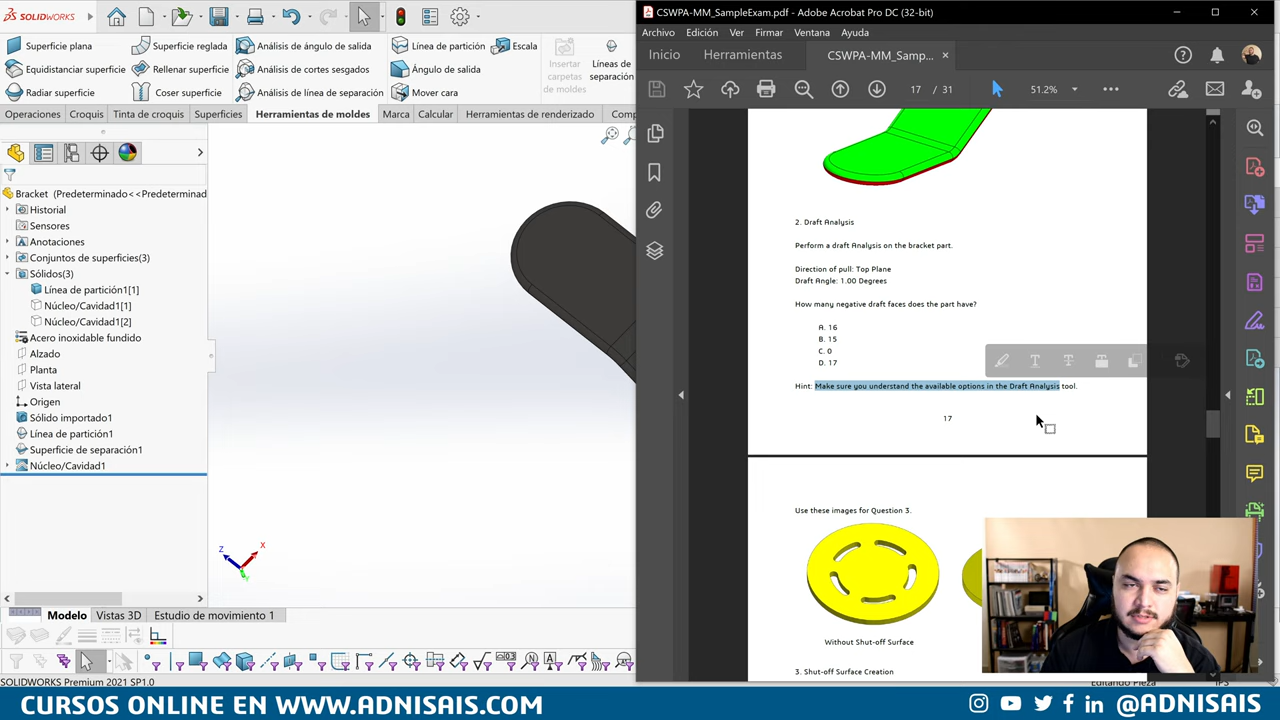 SOLIDWORKS
Superficie plana
Superficie reglada
Análisis de ángulo de salida
Línea de partición
Escala
Insertar carpetas de moldes
Líneas de separación
Equidistanciar superficie
Rellenar superficie
Análisis de cortes sesgados
Ángulo de salida
Radiar superficie
Coser superficie
Análisis de línea de separación
Mover cara
Operaciones
Croquis
Tinta de croquis
Superficies
Herramientas de moldes
Marca
Calcular
Herramientas de renderizado
Bracket (Predeterminado<<Predeterminad
Historial
Sensores
Anotaciones
Conjuntos de superficies(3)
Sólidos(3)
Línea de partición1[1]
Núcleo/Cavidad1[1]
Núcleo/Cavidad1[2]
Acero inoxidable fundido
Alzado
Planta
Vista lateral
Origen
Sólido importado1
Línea de partición1
Superficie de separación1
Núcleo/Cavidad1
Z
X
Y
Modelo
Vistas 3D
Estudio de movimiento 1
SOLIDWORKS Premium 2021 SP1.0
CSWPA-MM_SampleExam.pdf - Adobe Acrobat Pro DC (32-bit)
Archivo Edición Ver Firmar Ventana Ayuda
Inicio
Herramientas
CSWPA-MM_Samp...
17 / 31
51.2%
2. Draft Analysis
Perform a draft Analysis on the bracket part.
Direction of pull: Top Plane
Draft Angle: 1.00 Degrees
How many negative draft faces does the part have?
A. 16
B. 15
C. 0
D. 17
Hint: Make sure you understand the available options in the Draft Analysis tool.
17
Use these images for Question 3.
Without Shut-off Surface
3. Shut-off Surface Creation
Editando Pieza
CURSOS ONLINE EN WWW.ADNISAIS.COM
@ADNISAIS